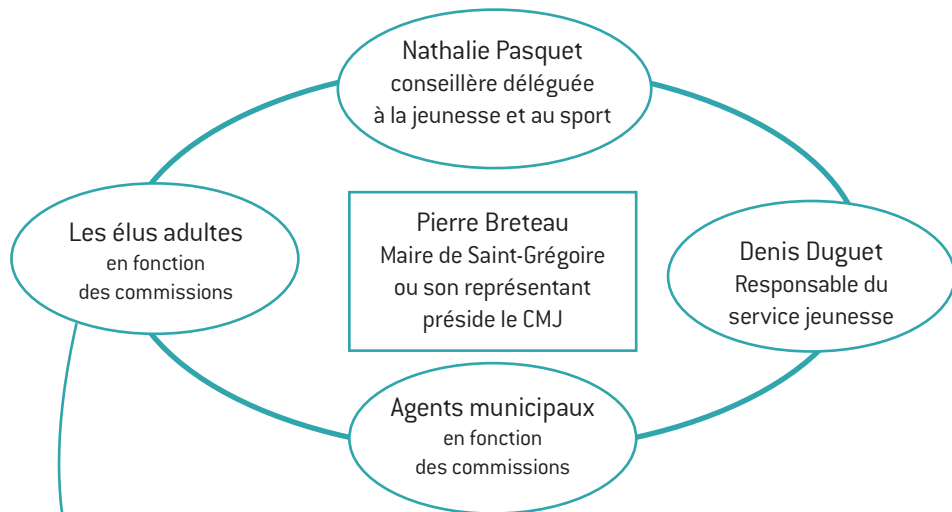 Nathalie Pasquet
conseillère déléguée
à la jeunesse et au sport
Les élus adultes
en fonction
des commissions
Pierre Breteau
Maire de Saint-Grégoire
ou son représentant
préside le CMJ
Denis Duguet
Responsable du
service jeunesse
Agents municipaux
en fonction
des commissions